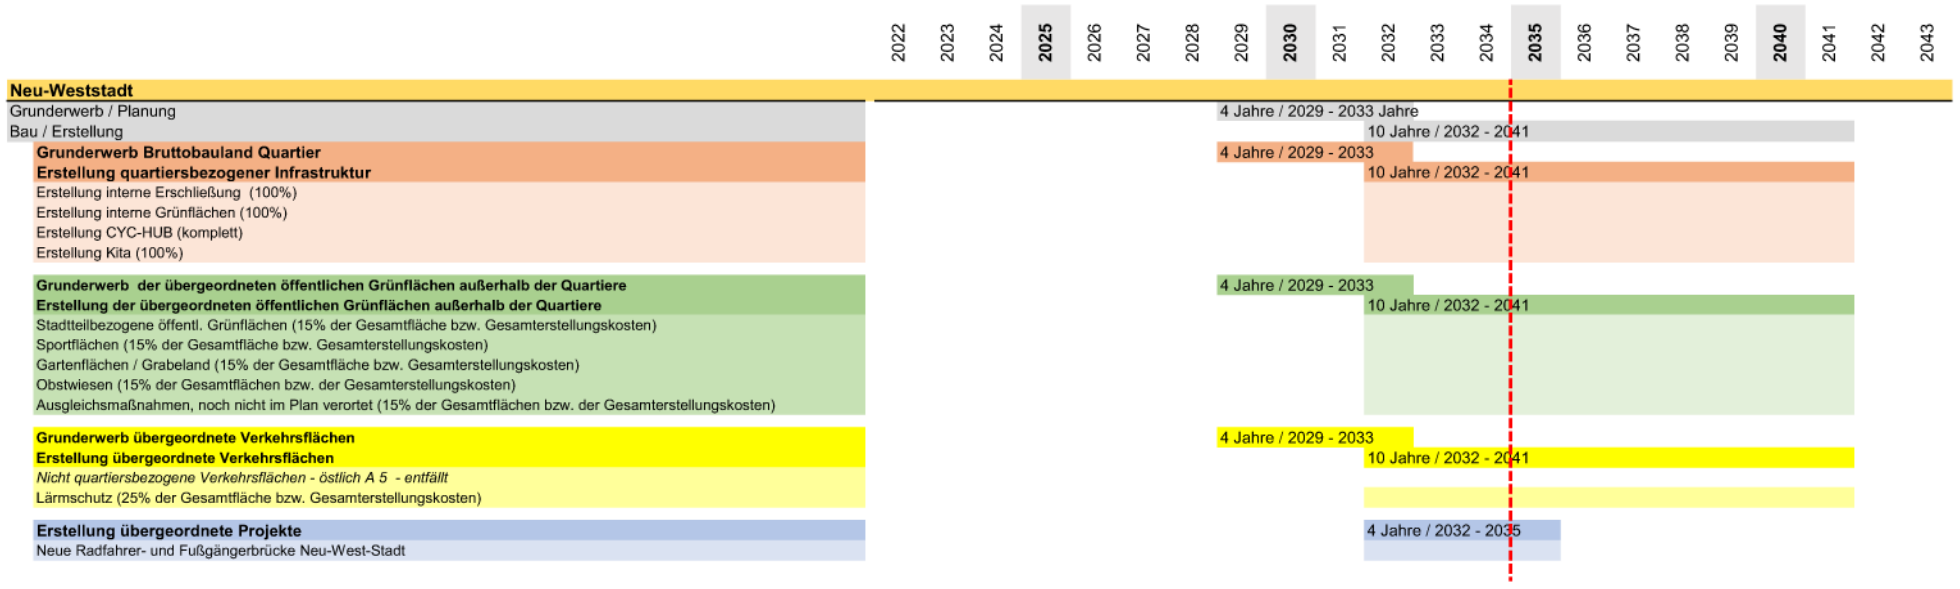 2022 2023 2024 2025 2026 2027 2028 2029 2030 2031 2032 2033 2034 2035 2036 2037 2038 2039 2040 2041 2042 2043
Neu-Weststadt
Grunderwerb / Planung 4 Jahre / 2029 - 2033 Jahre
Bau / Erstellung 10 Jahre / 2032 - 2041
Grunderwerb Bruttobauland Quartier 4 Jahre / 2029 - 2033
Erstellung quartiersbezogener Infrastruktur 10 Jahre / 2032 - 2041
Erstellung interne Erschließung (100%)
Erstellung interne Grünflächen (100%)
Erstellung CYC-HUB (komplett)
Erstellung Kita (100%)
Grunderwerb der übergeordneten öffentlichen Grünflächen außerhalb der Quartiere 4 Jahre / 2029 - 2033
Erstellung der übergeordneten öffentlichen Grünflächen außerhalb der Quartiere 10 Jahre / 2032 - 2041
Stadtteilbezogene öffentl. Grünflächen (15% der Gesamtfläche bzw. Gesamterstellungskosten)
Sportflächen (15% der Gesamtfläche bzw. Gesamterstellungskosten)
Gartenflächen / Grabeland (15% der Gesamtfläche bzw. Gesamterstellungskosten)
Obstwiesen (15% der Gesamtflächen bzw. der Gesamterstellungskosten)
Ausgleichsmaßnahmen, noch nicht im Plan verortet (15% der Gesamtflächen bzw. der Gesamterstellungskosten)
Grunderwerb übergeordnete Verkehrsflächen 4 Jahre / 2029 - 2033
Erstellung übergeordnete Verkehrsflächen 10 Jahre / 2032 - 2041
Nicht quartiersbezogene Verkehrsflächen - östlich A 5 - entfällt
Lärmschutz (25% der Gesamtfläche bzw. Gesamterstellungskosten)
Erstellung übergeordnete Projekte 4 Jahre / 2032 - 2035
Neue Radfahrer- und Fußgängerbrücke Neu-West-Stadt